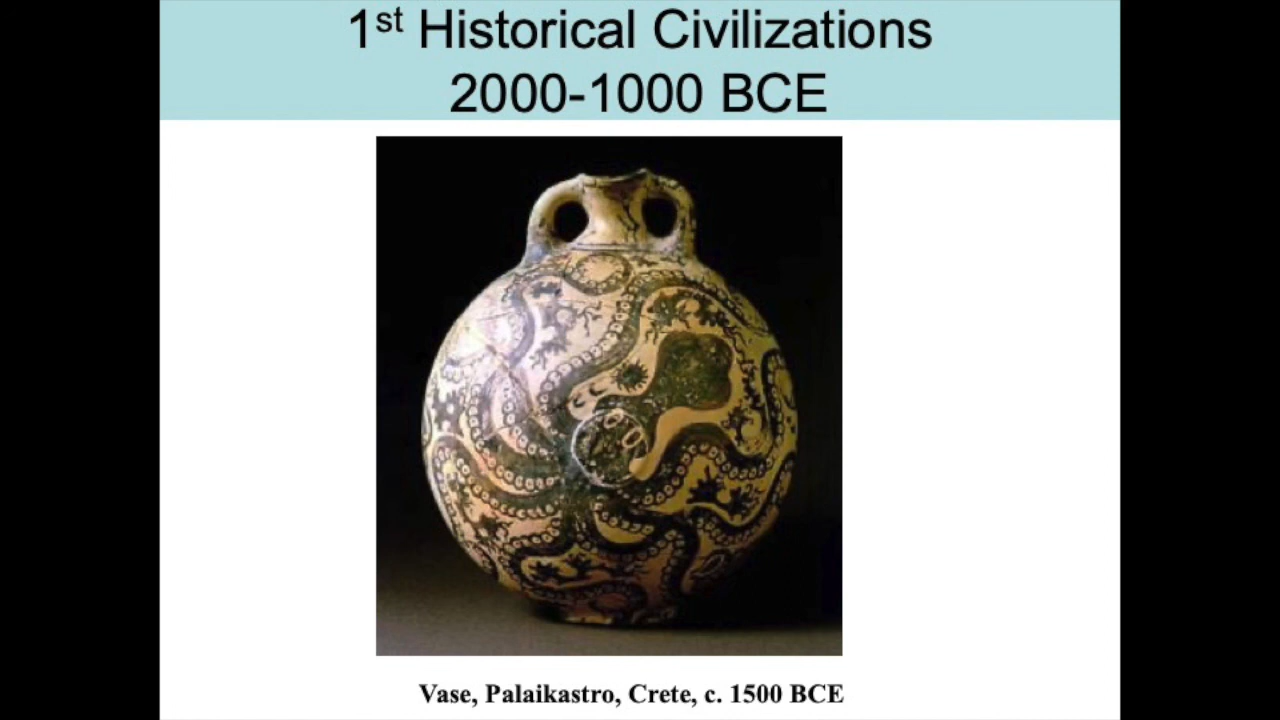 1st Historical Civilizations
2000-1000 BCE
Vase, Palaikastro, Crete, c. 1500 BCE